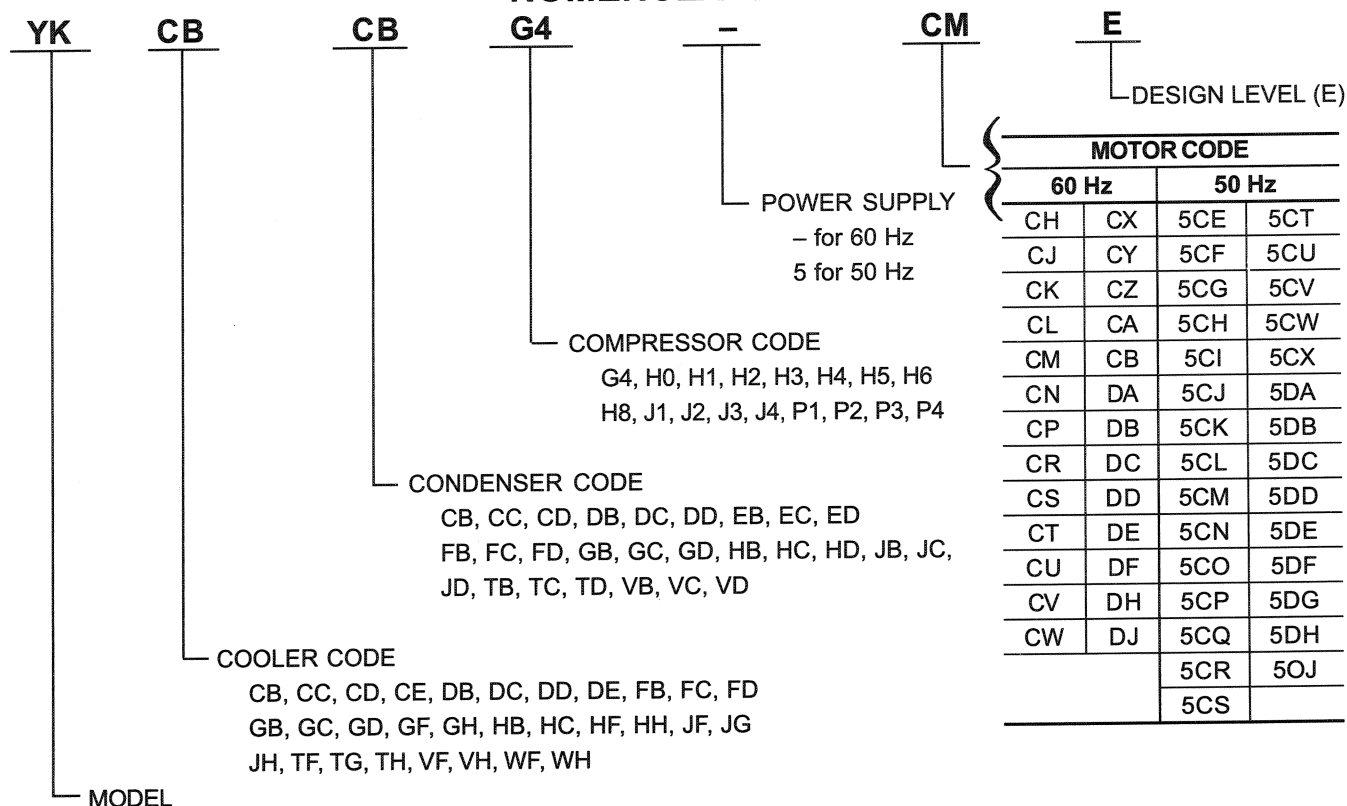 YK CB CB G4 – CM E
DESIGN LEVEL (E)
MOTOR CODE
60 Hz 50 Hz
CH CX 5CE 5CT
CJ CY 5CF 5CU
CK CZ 5CG 5CV
CL CA 5CH 5CW
CM CB 5CI 5CX
CN DA 5CJ 5DA
CP DB 5CK 5DB
CR DC 5CL 5DC
CS DD 5CM 5DD
CT DE 5CN 5DE
CU DF 5CO 5DF
CV DH 5CP 5DG
CW DJ 5CQ 5DH
5CR 5OJ
5CS
POWER SUPPLY
– for 60 Hz
5 for 50 Hz
COMPRESSOR CODE
G4, H0, H1, H2, H3, H4, H5, H6
H8, J1, J2, J3, J4, P1, P2, P3, P4
CONDENSER CODE
CB, CC, CD, DB, DC, DD, EB, EC, ED
FB, FC, FD, GB, GC, GD, HB, HC, HD, JB, JC,
JD, TB, TC, TD, VB, VC, VD
COOLER CODE
CB, CC, CD, CE, DB, DC, DD, DE, FB, FC, FD
GB, GC, GD, GF, GH, HB, HC, HF, HH, JF, JG
JH, TF, TG, TH, VF, VH, WF, WH
MODEL